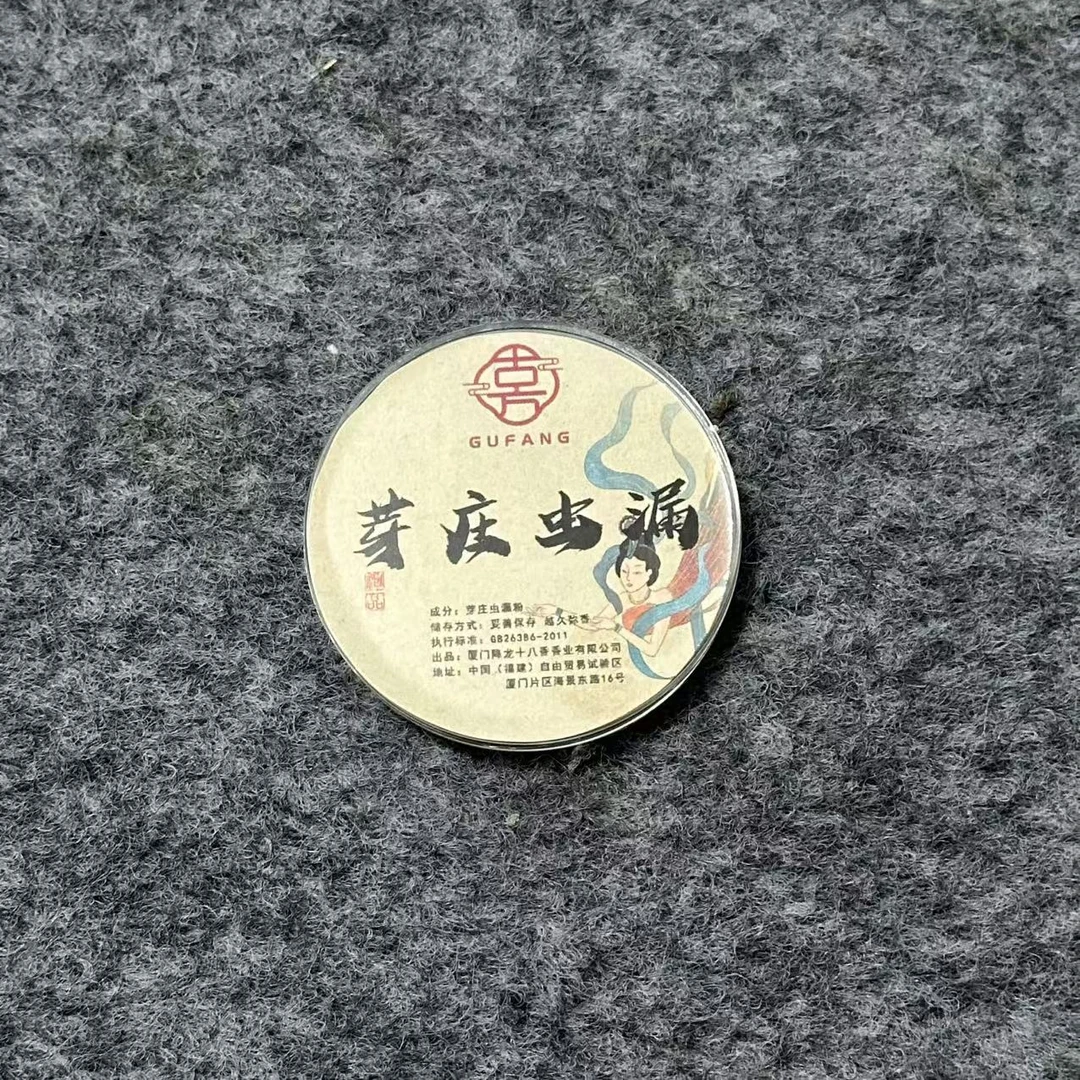 GUFANG
芽庄虫漏
成分：芽庄虫漏粉
储存方式：妥善保存 越久弥香
执行标准：GB26386-2011
出品：厦门降龙十八香香业有限公司
地址：中国（福建）自由贸易试验区
厦门片区海景东路16号